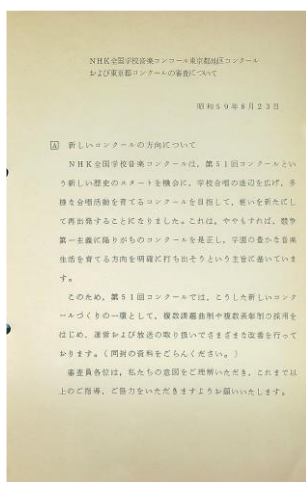 NHK全国学校音楽コンクール東京都地区コンクール
および東京都コンクールの審査について
昭和59年8月23日
A 新しいコンクールの方向について
NHK全国学校音楽コンクールは、第51回コンクールとい
う新しい歴史のスタートを機会に、学校合唱の底辺を広げ、多
様な合唱活動を育てるコンクールを目指して、装いを新たにし
て再出発することになりました。これは、ややもすれば、競争
第一主義に陥りがちのコンクールを是正し、学園の豊かな音楽
生活を育てる方向を明確に打ち出そうという主旨に基いていま
す。
このため、第51回コンクールでは、こうした新しいコンク
ールづくりの一環として、複数課題曲制や複数表彰制の採用を
はじめ、運営および放送の取り扱いでさまざまな改善を行って
おります。(同封の資料をごらんください。)
審査員各位は、私たちの意図をご理解いただき、これまで以
上のご指導、ご協力をいただきますようお願いいたします。